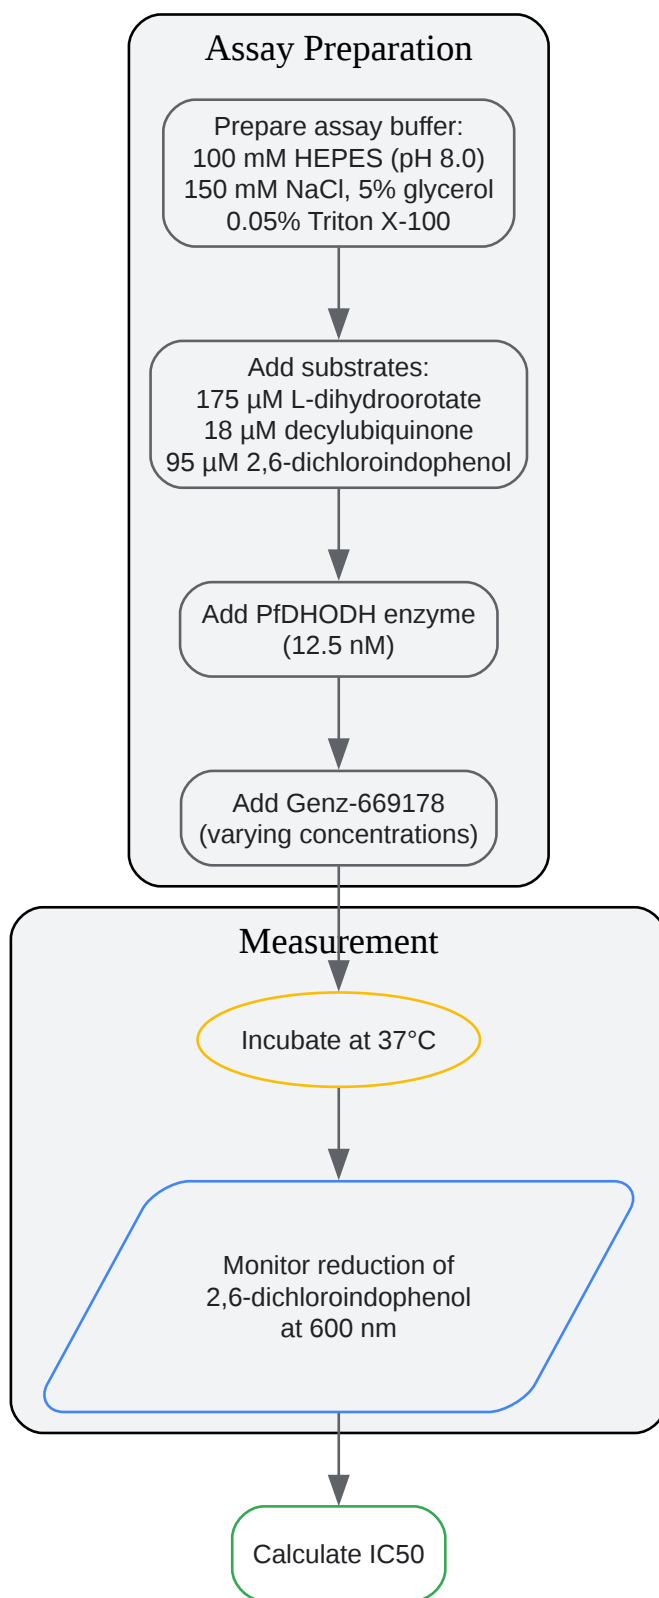 Assay Preparation
Prepare assay buffer:
100 mM HEPES (pH 8.0)
150 mM NaCl, 5% glycerol
0.05% Triton X-100
Add substrates:
175 µM L-dihydroorotate
18 µM decylubiquinone
95 µM 2,6-dichloroindophenol
Add PfDHODH enzyme
(12.5 nM)
Add Genz-669178
(varying concentrations)
Measurement
Incubate at 37°C
Monitor reduction of
2,6-dichloroindophenol
at 600 nm
Calculate IC50